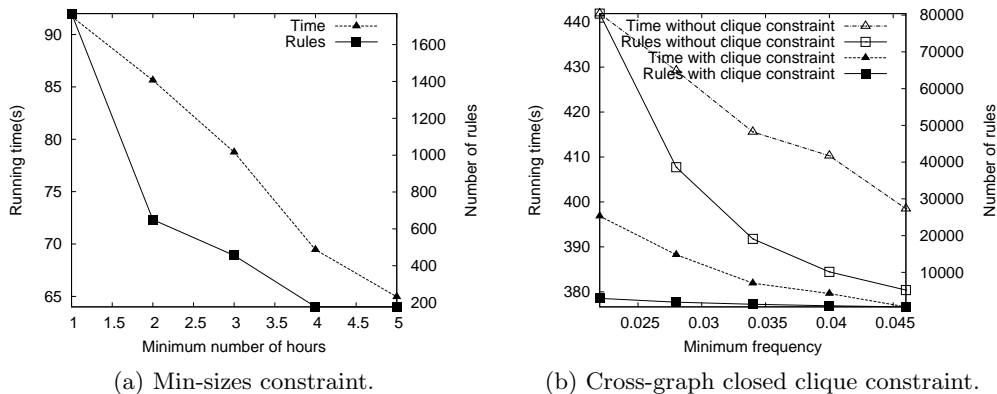 Time
Rules
90
85
80
75
70
65
1600
1400
1200
1000
800
600
400
200
1 1.5 2 2.5 3 3.5 4 4.5 5
Running time(s)
Number of rules
Minimum number of hours
(a) Min-sizes constraint.
Time without clique constraint
Rules without clique constraint
Time with clique constraint
Rules with clique constraint
440
430
420
410
400
390
380
80000
70000
60000
50000
40000
30000
20000
10000
0.025 0.03 0.035 0.04 0.045
Running time(s)
Number of rules
Minimum frequency
(b) Cross-graph closed clique constraint.